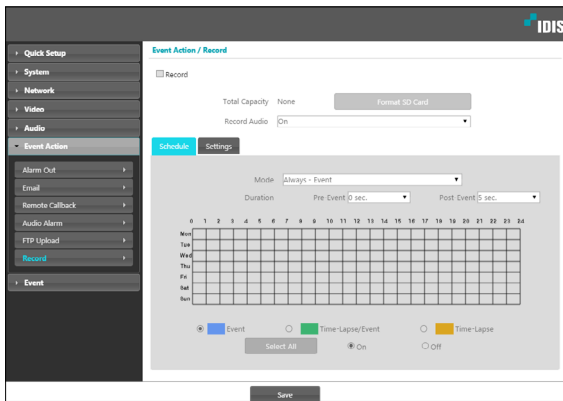 IDIS
Quick Setup
System
Network
Video
Audio
Event Action
Alarm Out
Email
Remote Callback
Audio Alarm
FTP Upload
Record
Event
Event Action / Record
Record
Total Capacity None Format SD Card
Record Audio On
Schedule Settings
Mode Always - Event
Duration Pre-Event 0 sec. Post-Event 5 sec.
0 1 2 3 4 5 6 7 8 9 10 11 12 13 14 15 16 17 18 19 20 21 22 23 24
Mon
Tue
Wed
Thu
Fri
Sat
Sun
Event Time-Lapse/Event Time-Lapse
Select All On Off
Save